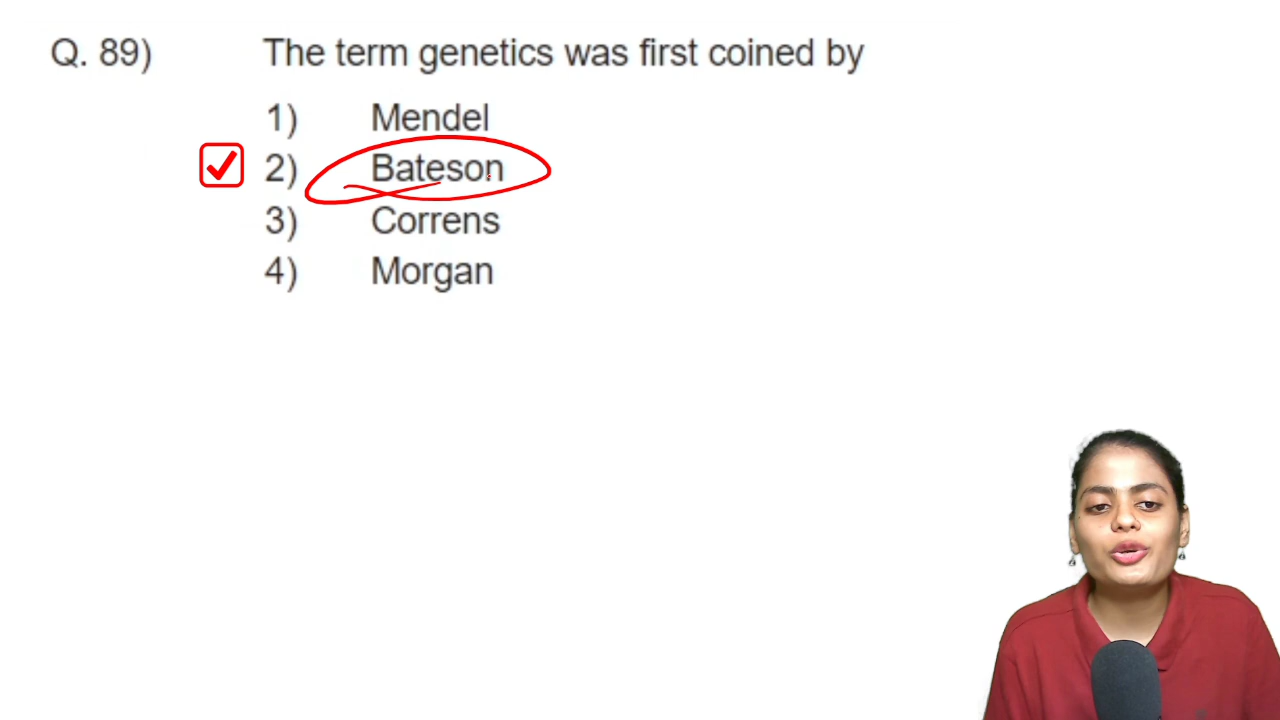 Q. 89) The term genetics was first coined by
1) Mendel
2) Bateson
3) Correns
4) Morgan